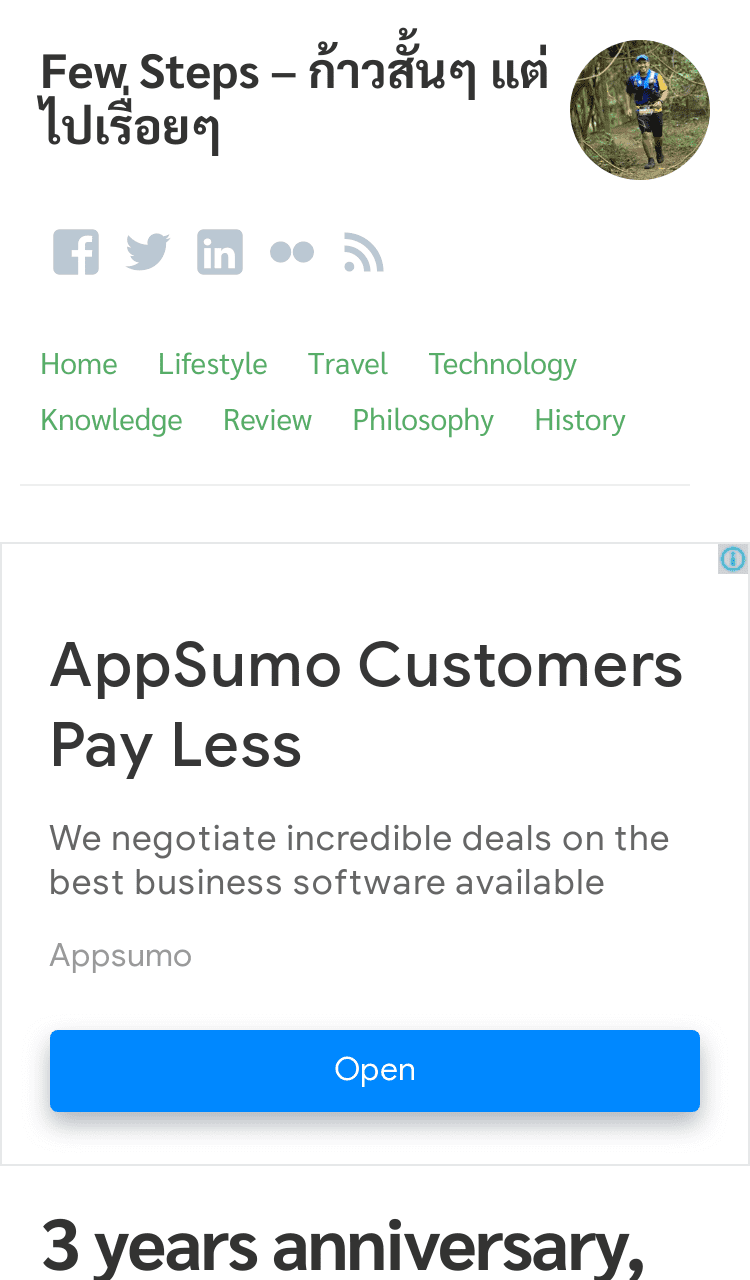 Few Steps – ก้าวสั้นๆ แต่
ไปเรื่อยๆ
Home Lifestyle Travel Technology
Knowledge Review Philosophy History
AppSumo Customers
Pay Less
We negotiate incredible deals on the
best business software available
Appsumo
Open
3 years anniversary,